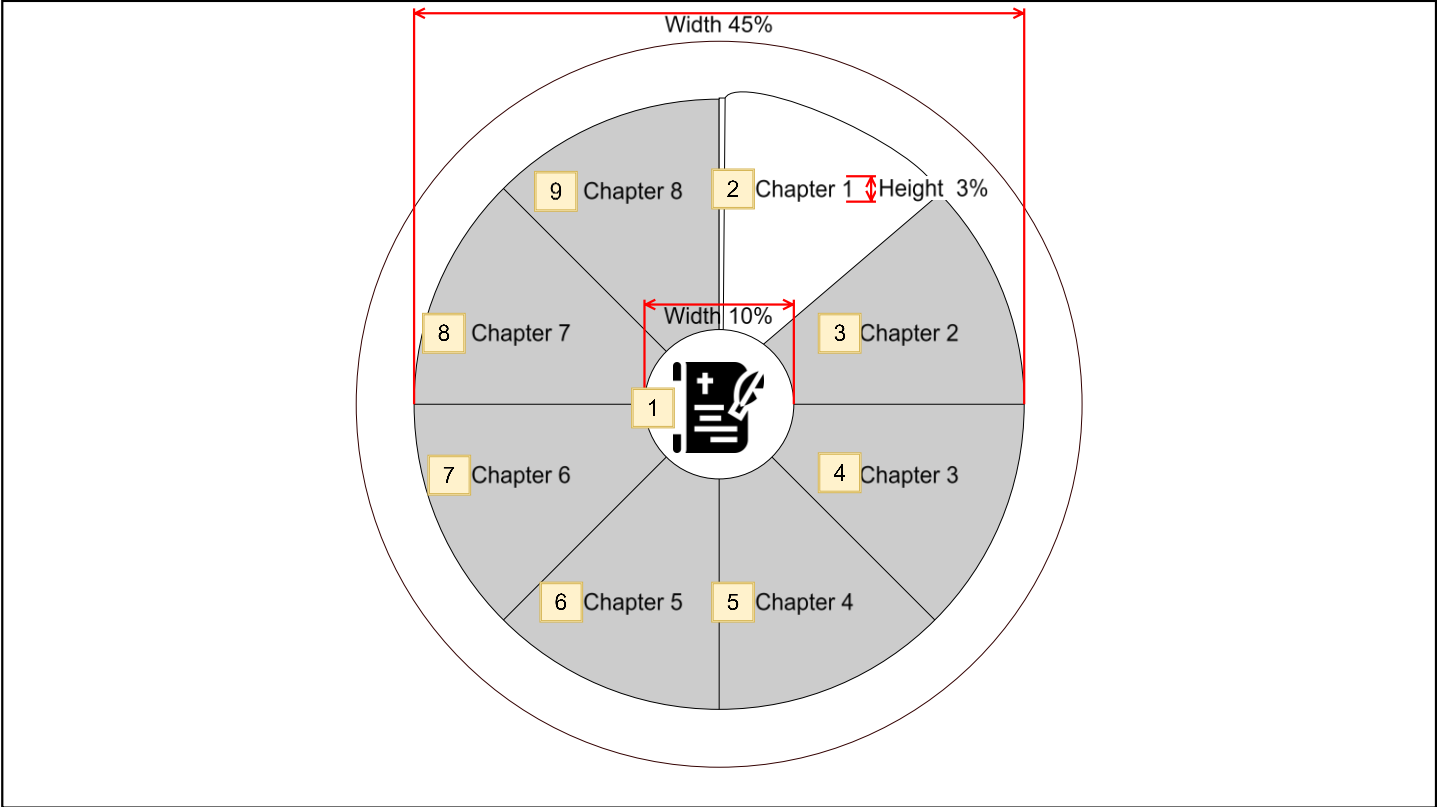 Width 45%
9 Chapter 8
2 Chapter 1 Height 3%
Width 10%
8 Chapter 7
3 Chapter 2
1
7 Chapter 6
4 Chapter 3
6 Chapter 5
5 Chapter 4